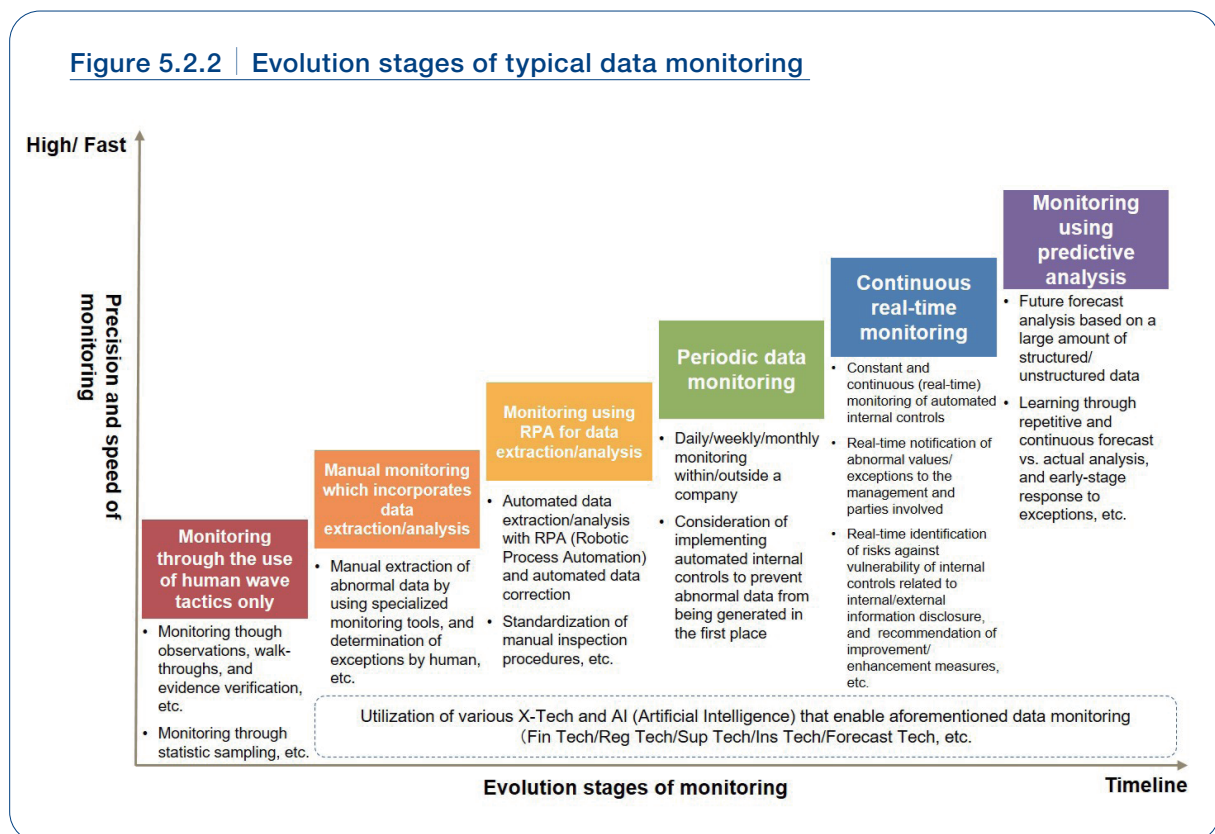 Figure 5.2.2 | Evolution stages of typical data monitoring
High/ Fast
Precision and speed of
monitoring
Monitoring
through the use
of human wave
tactics only
• Monitoring though
observations, walk-
throughs, and
evidence verification,
etc.
• Monitoring through
statistic sampling, etc.
Manual monitoring
which incorporates
data
extraction/analysis
• Manual extraction of
abnormal data by
using specialized
monitoring tools, and
determination of
exceptions by human,
etc.
Monitoring using
RPA for data
extraction/analysis
• Automated data
extraction/analysis
with RPA (Robotic
Process Automation)
and automated data
correction
• Standardization of
manual inspection
procedures, etc.
Periodic data
monitoring
• Daily/weekly/monthly
monitoring
within/outside a
company
• Consideration of
implementing
automated internal
controls to prevent
abnormal data from
being generated in
the first place
Continuous
real-time
monitoring
• Constant and
continuous (real-time)
monitoring of automated
internal controls
• Real-time notification of
abnormal values/
exceptions to the
management and
parties involved
• Real-time identification
of risks against
vulnerability of internal
controls related to
internal/external
information disclosure,
and recommendation of
improvement/
enhancement measures,
etc.
Monitoring
using
predictive
analysis
• Future forecast
analysis based on a
large amount of
structured/
unstructured data
• Learning through
repetitive and
continuous forecast
vs. actual analysis,
and early-stage
response to
exceptions, etc.
Utilization of various X-Tech and AI (Artificial Intelligence) that enable aforementioned data monitoring
（Fin Tech/Reg Tech/Sup Tech/Ins Tech/Forecast Tech, etc.
Evolution stages of monitoring
Timeline